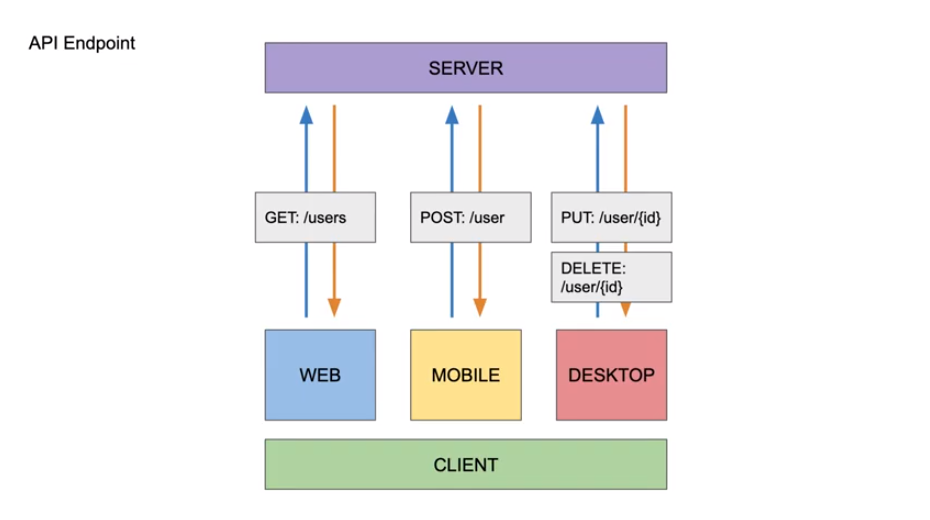 API Endpoint
SERVER
GET: /users
POST: /user
PUT: /user/{id}
DELETE:
/user/{id}
WEB
MOBILE
DESKTOP
CLIENT